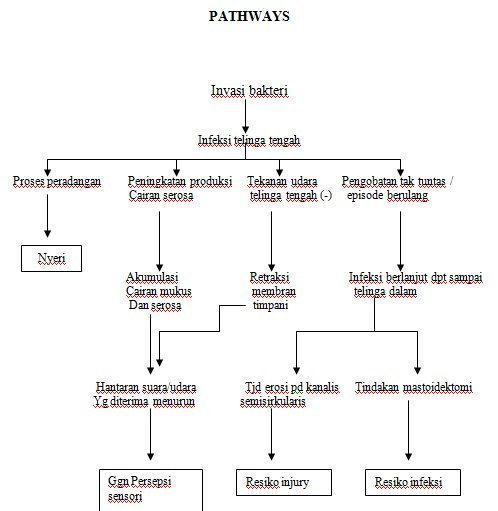 PATHWAYS
Invasi bakteri
Infeksi telinga tengah
Proses peradangan
Peningkatan produksi
Cairan serosa
Tekanan udara
telinga tengah (-)
Pengobatan tak tuntas /
episode berulang
Nyeri
Akumulasi
Cairan mukus
Dan serosa
Retraksi
membran
timpani
Infeksi berlanjut dpt sampai
telinga dalam
Hantaran suara/udara
Yg diterima menurun
Tjd erosi pd kanalis
semisirkularis
Tindakan mastoidektomi
Ggn Persepsi
sensori
Resiko injury
Resiko infeksi